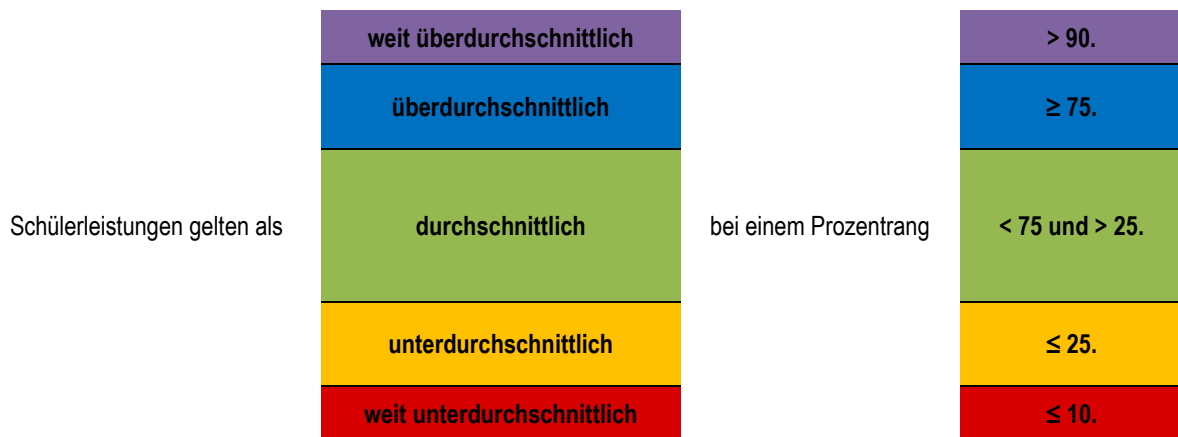 weit überdurchschnittlich > 90.
überdurchschnittlich ≥ 75.
Schülerleistungen gelten als durchschnittlich bei einem Prozentrang < 75 und > 25.
unterdurchschnittlich ≤ 25.
weit unterdurchschnittlich ≤ 10.